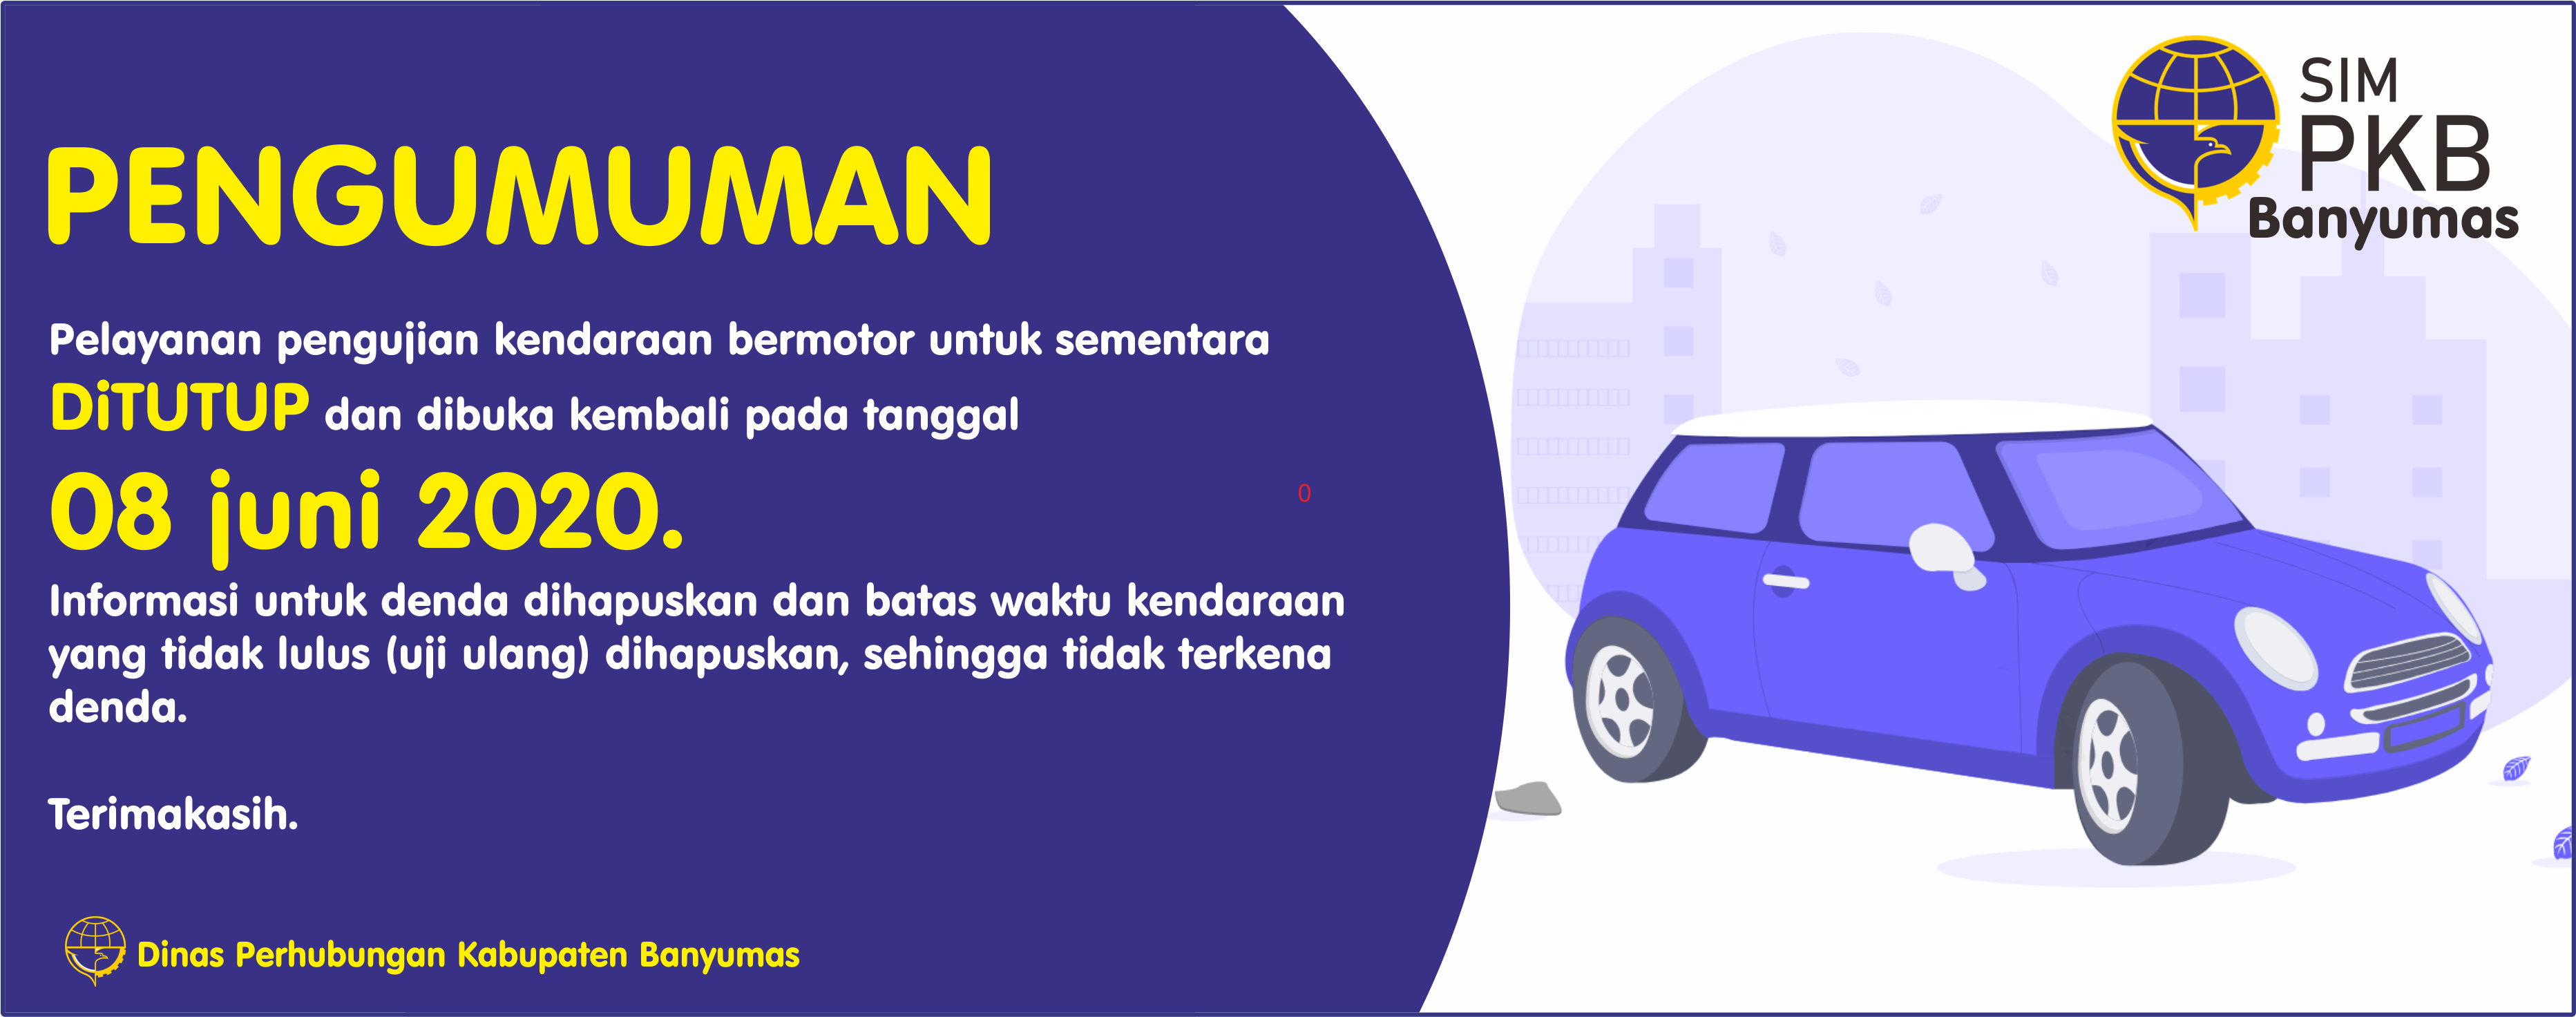 PENGUMUMAN
Pelayanan pengujian kendaraan bermotor untuk sementara
DiTUTUP dan dibuka kembali pada tanggal
08 juni 2020.
0
Informasi untuk denda dihapuskan dan batas waktu kendaraan
yang tidak lulus (uji ulang) dihapuskan, sehingga tidak terkena
denda.
Terimakasih.
Dinas Perhubungan Kabupaten Banyumas
SIM
PKB
Banyumas